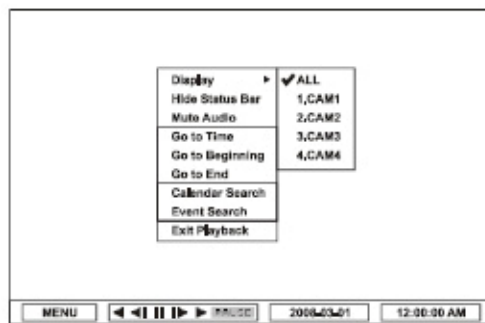 Display
Hide Status Bar
Mute Audio
Go to Time
Go to Beginning
Go to End
Calendar Search
Event Search
Exit Playback
ALL
1,CAM1
2,CAM2
3,CAM3
4,CAM4
MENU PAUSE 2008-03-01 12:00:00 AM